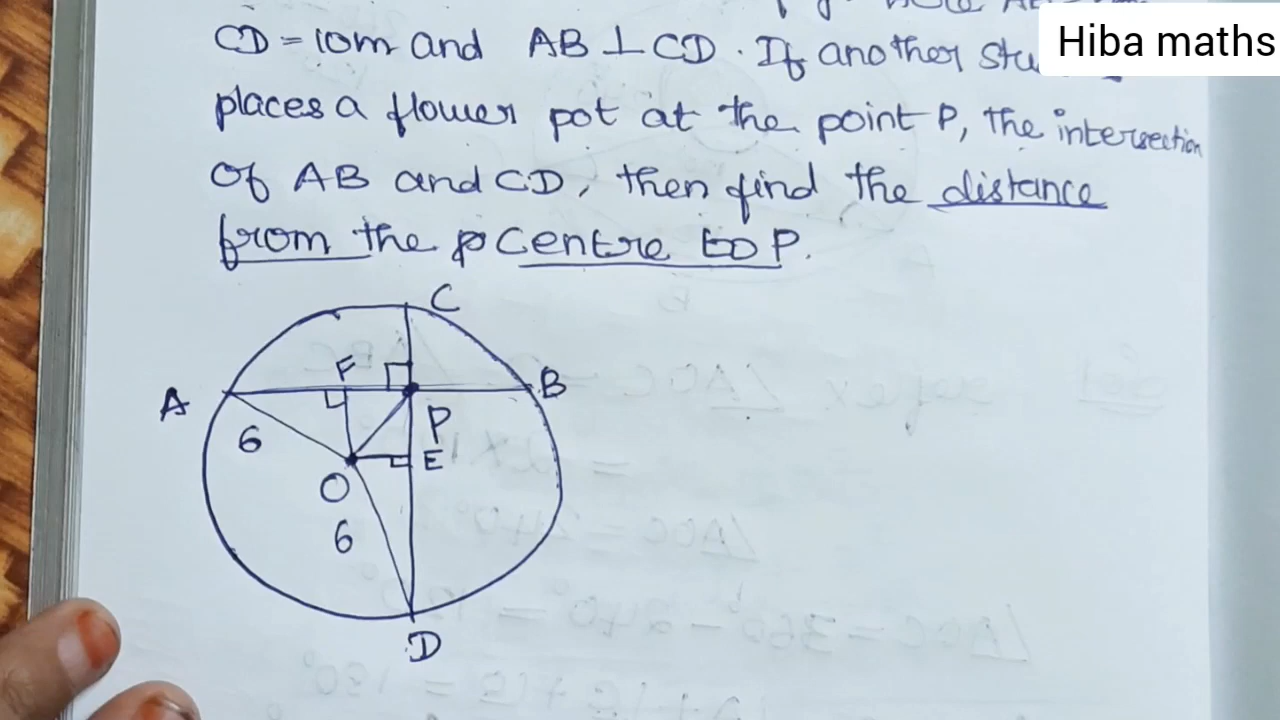 Hiba maths
CD = 10m and AB ⊥ CD . If another
places a flower pot at the point P, the intersection
of AB and CD, then find the distance
from the centre to P.
C
F
A
B
P
6
E
O
6
D